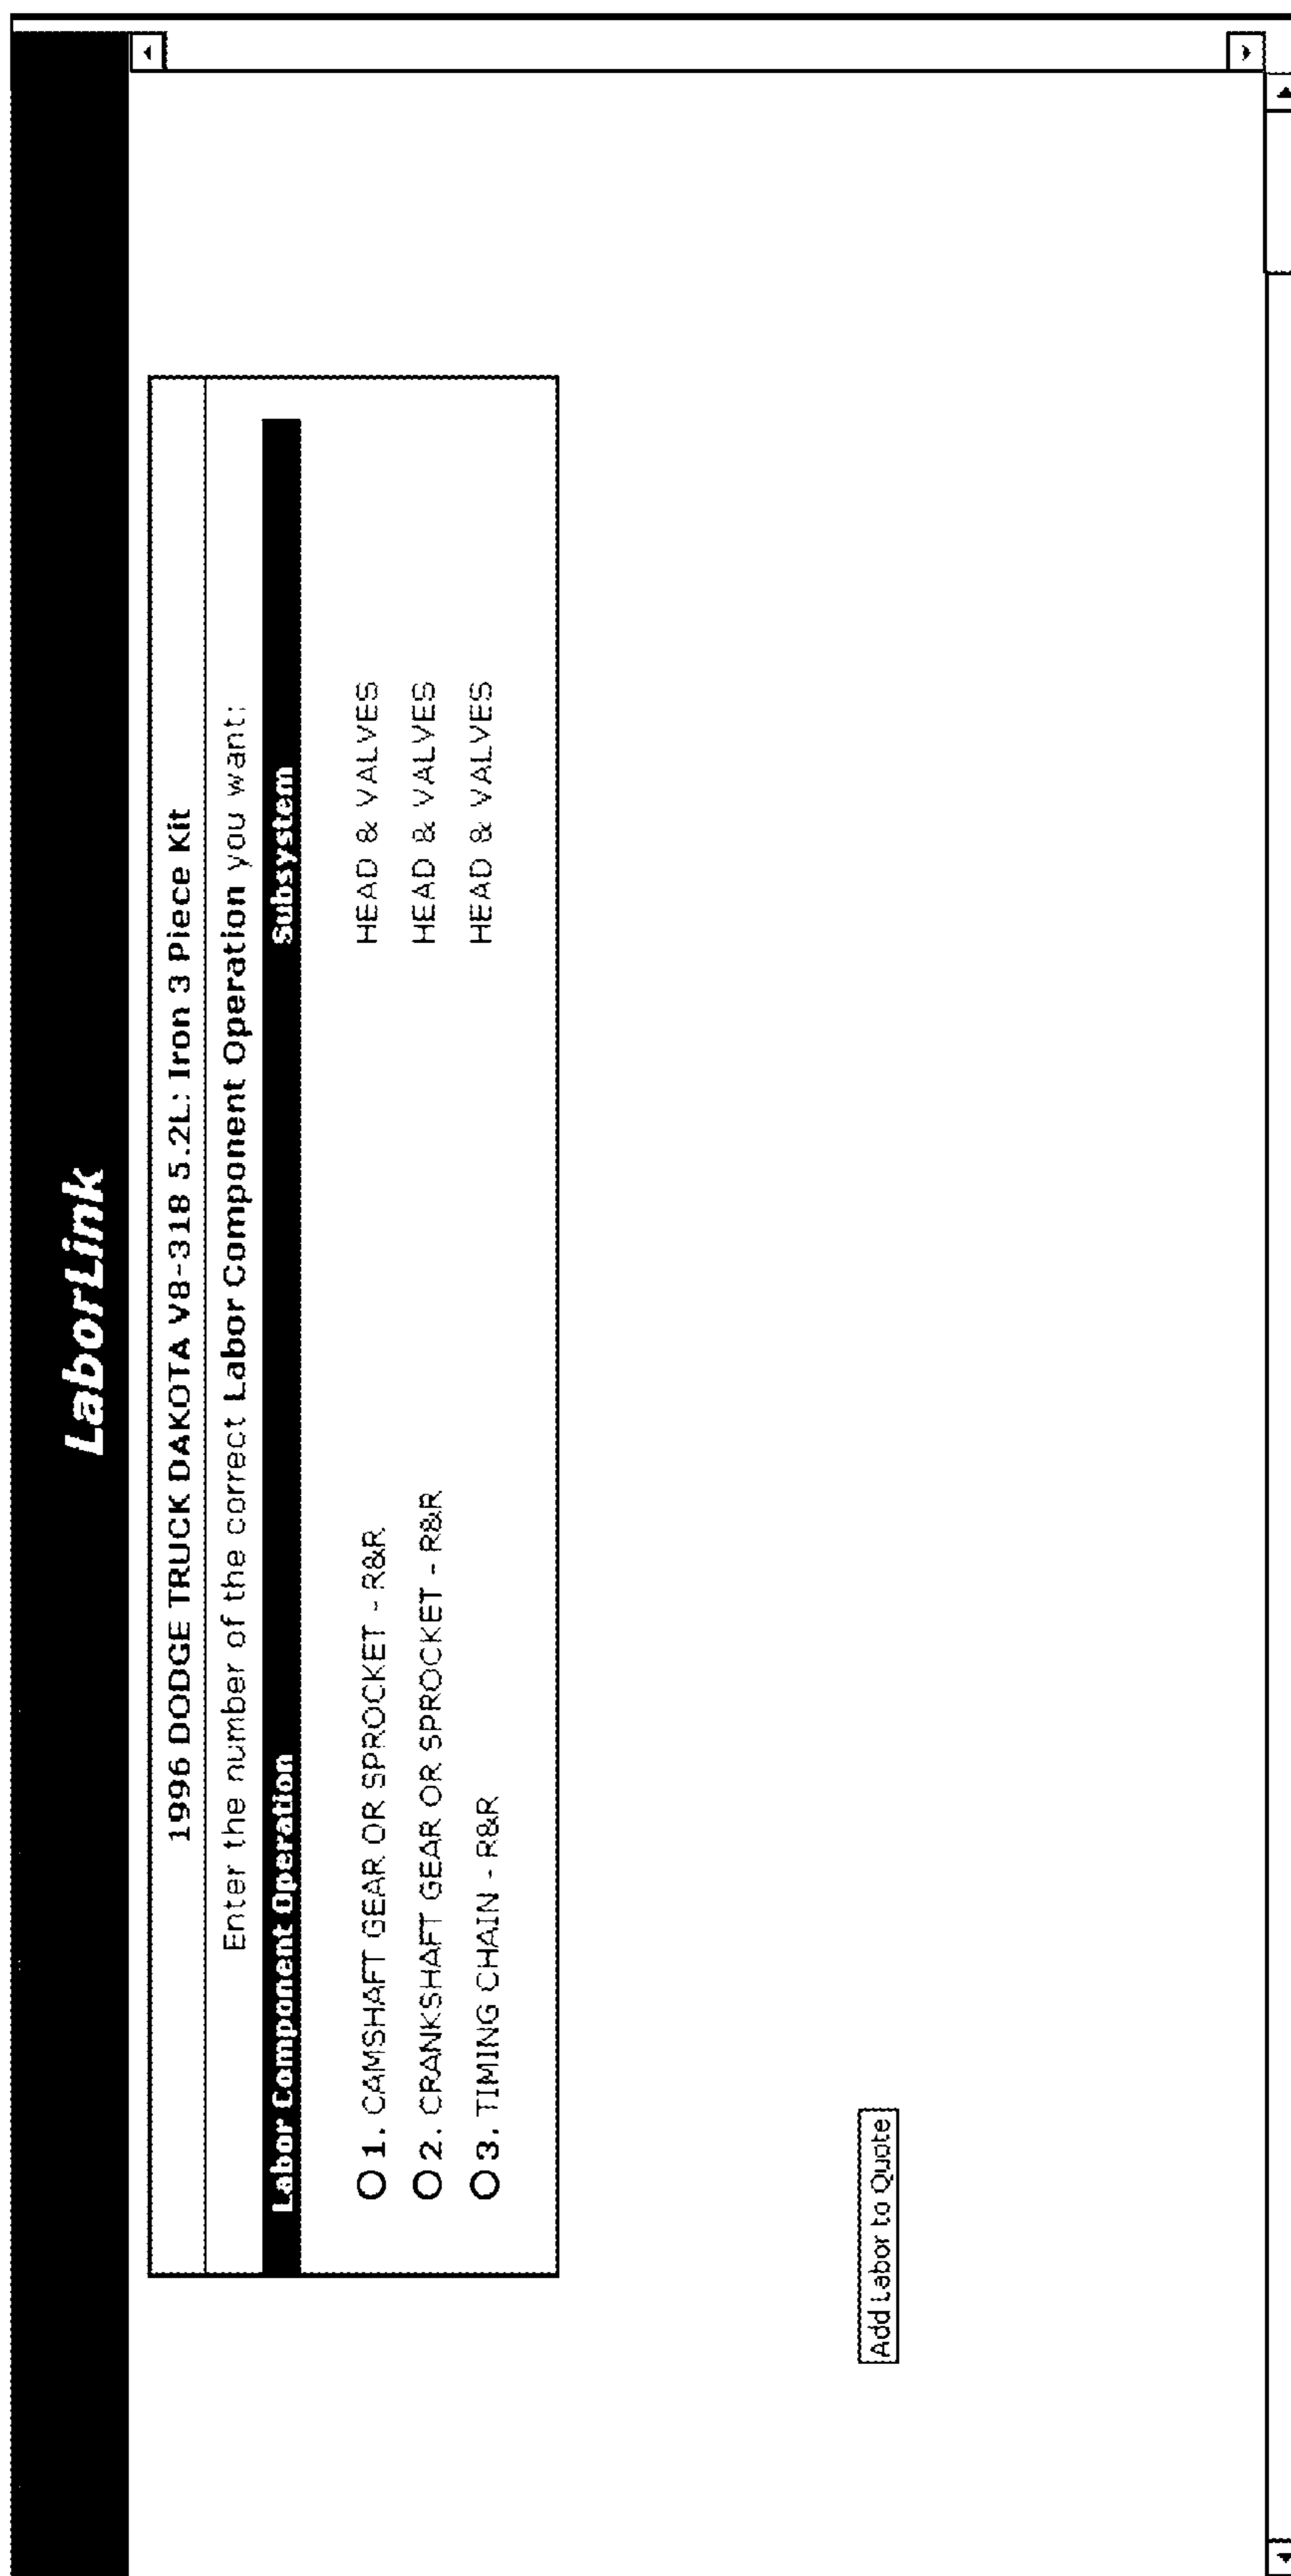 LaborLink
1996 DODGE TRUCK DAKOTA V8-318 5.2L: Iron 3 Piece Kit
Enter the number of the correct Labor Component Operation you want:
Labor Component Operation Subsystem
1. CAMSHAFT GEAR OR SPROCKET - R&R HEAD & VALVES
2. CRANKSHAFT GEAR OR SPROCKET - R&R HEAD & VALVES
3. TIMING CHAIN - R&R HEAD & VALVES
Add Labor to Quote